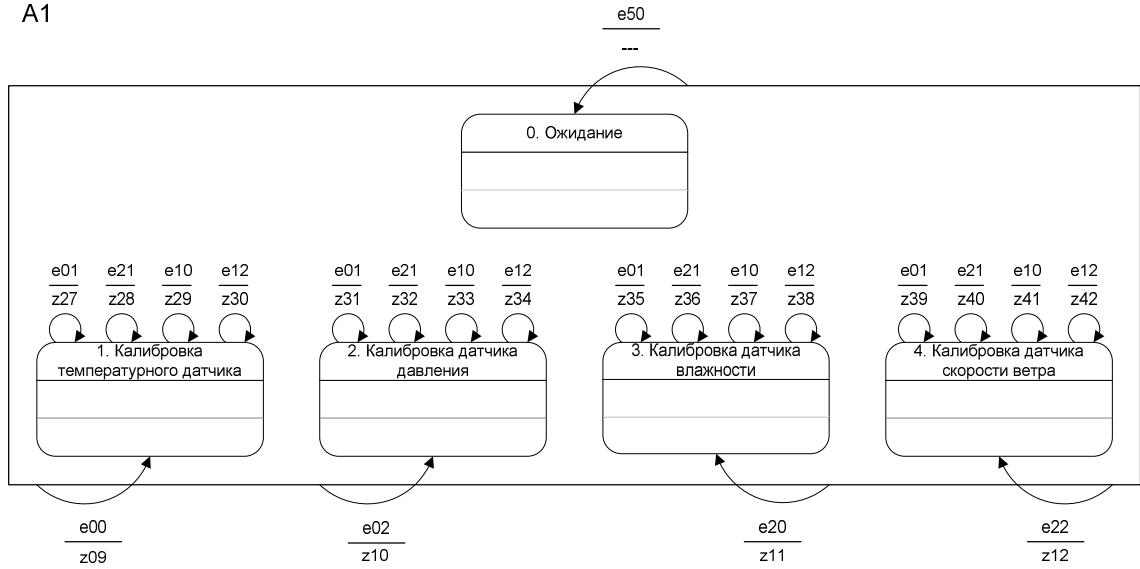 A1
e50
---
0. Ожидание
e01 e21 e10 e12 e01 e21 e10 e12 e01 e21 e10 e12 e01 e21 e10 e12
z27 z28 z29 z30 z31 z32 z33 z34 z35 z36 z37 z38 z39 z40 z41 z42
1. Калибровка
температурного датчика
2. Калибровка датчика
давления
3. Калибровка датчика
влажности
4. Калибровка датчика
скорости ветра
e00
z09
e02
z10
e20
z11
e22
z12